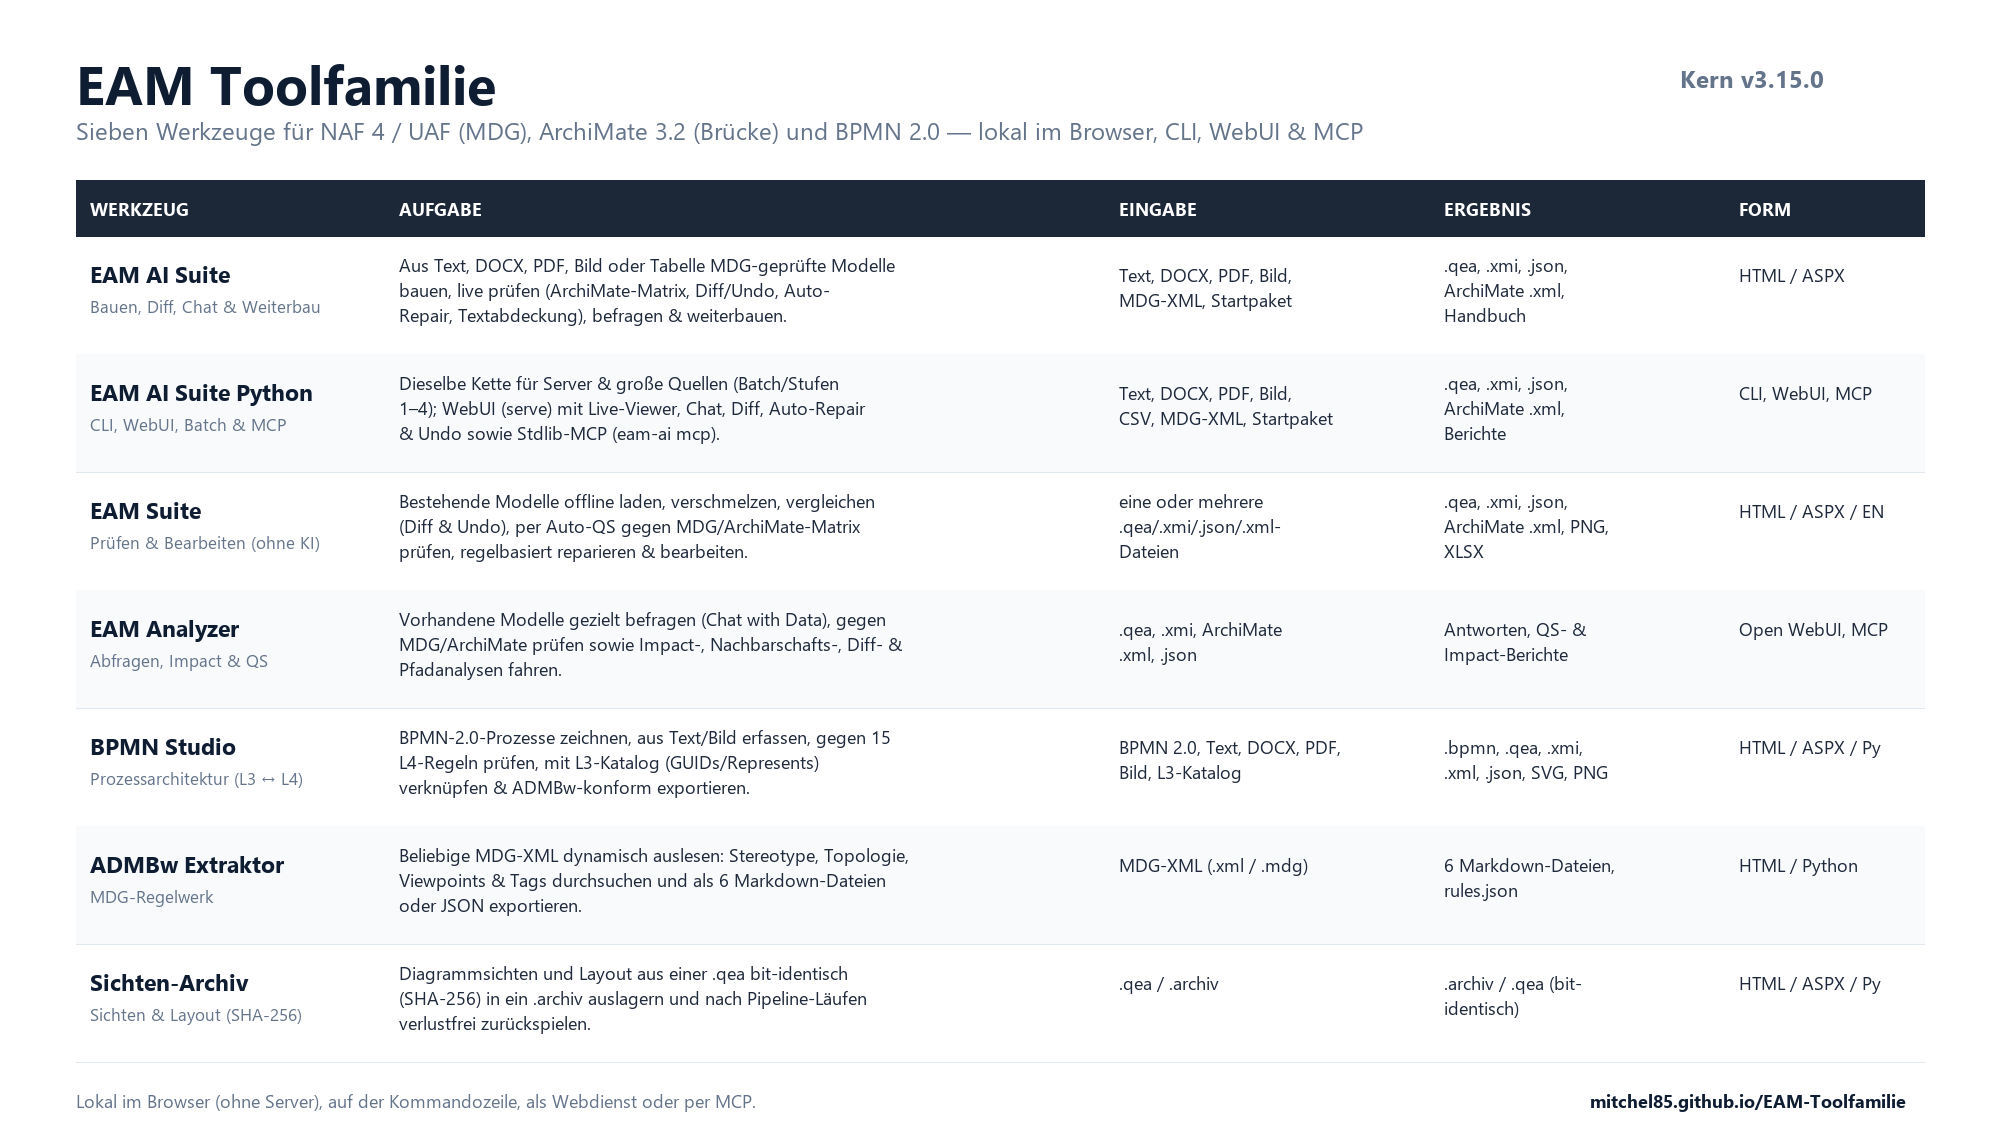 EAM Toolfamilie
Kern v3.15.0
Sieben Werkzeuge für NAF 4 / UAF (MDG), ArchiMate 3.2 (Brücke) und BPMN 2.0 — lokal im Browser, CLI, WebUI & MCP
WERKZEUG
AUFGABE
EINGABE
ERGEBNIS
FORM
EAM AI Suite
Bauen, Diff, Chat & Weiterbau
Aus Text, DOCX, PDF, Bild oder Tabelle MDG-geprüfte Modelle
bauen, live prüfen (ArchiMate-Matrix, Diff/Undo, Auto-
Repair, Textabdeckung), befragen & weiterbauen.
Text, DOCX, PDF, Bild,
MDG-XML, Startpaket
.qea, .xmi, .json,
ArchiMate .xml,
Handbuch
HTML / ASPX
EAM AI Suite Python
CLI, WebUI, Batch & MCP
Dieselbe Kette für Server & große Quellen (Batch/Stufen
1–4); WebUI (serve) mit Live-Viewer, Chat, Diff, Auto-Repair
& Undo sowie Stdlib-MCP (eam-ai mcp).
Text, DOCX, PDF, Bild,
CSV, MDG-XML, Startpaket
.qea, .xmi, .json,
ArchiMate .xml,
Berichte
CLI, WebUI, MCP
EAM Suite
Prüfen & Bearbeiten (ohne KI)
Bestehende Modelle offline laden, verschmelzen, vergleichen
(Diff & Undo), per Auto-QS gegen MDG/ArchiMate-Matrix
prüfen, regelbasiert reparieren & bearbeiten.
eine oder mehrere
.qea/.xmi/.json/.xml-
Dateien
.qea, .xmi, .json,
ArchiMate .xml, PNG,
XLSX
HTML / ASPX / EN
EAM Analyzer
Abfragen, Impact & QS
Vorhandene Modelle gezielt befragen (Chat with Data), gegen
MDG/ArchiMate prüfen sowie Impact-, Nachbarschafts-, Diff- &
Pfadanalysen fahren.
.qea, .xmi, ArchiMate
.xml, .json
Antworten, QS- &
Impact-Berichte
Open WebUI, MCP
BPMN Studio
Prozessarchitektur (L3 ↔ L4)
BPMN-2.0-Prozesse zeichnen, aus Text/Bild erfassen, gegen 15
L4-Regeln prüfen, mit L3-Katalog (GUIDs/Represents)
verknüpfen & ADMBw-konform exportieren.
BPMN 2.0, Text, DOCX, PDF,
Bild, L3-Katalog
.bpmn, .qea, .xmi,
.xml, .json, SVG, PNG
HTML / ASPX / Py
ADMBw Extraktor
MDG-Regelwerk
Beliebige MDG-XML dynamisch auslesen: Stereotype, Topologie,
Viewpoints & Tags durchsuchen und als 6 Markdown-Dateien
oder JSON exportieren.
MDG-XML (.xml / .mdg)
6 Markdown-Dateien,
rules.json
HTML / Python
Sichten-Archiv
Sichten & Layout (SHA-256)
Diagrammsichten und Layout aus einer .qea bit-identisch
(SHA-256) in ein .archiv auslagern und nach Pipeline-Läufen
verlustfrei zurückspielen.
.qea / .archiv
.archiv / .qea (bit-
identisch)
HTML / ASPX / Py
Lokal im Browser (ohne Server), auf der Kommandozeile, als Webdienst oder per MCP.
mitchel85.github.io/EAM-Toolfamilie